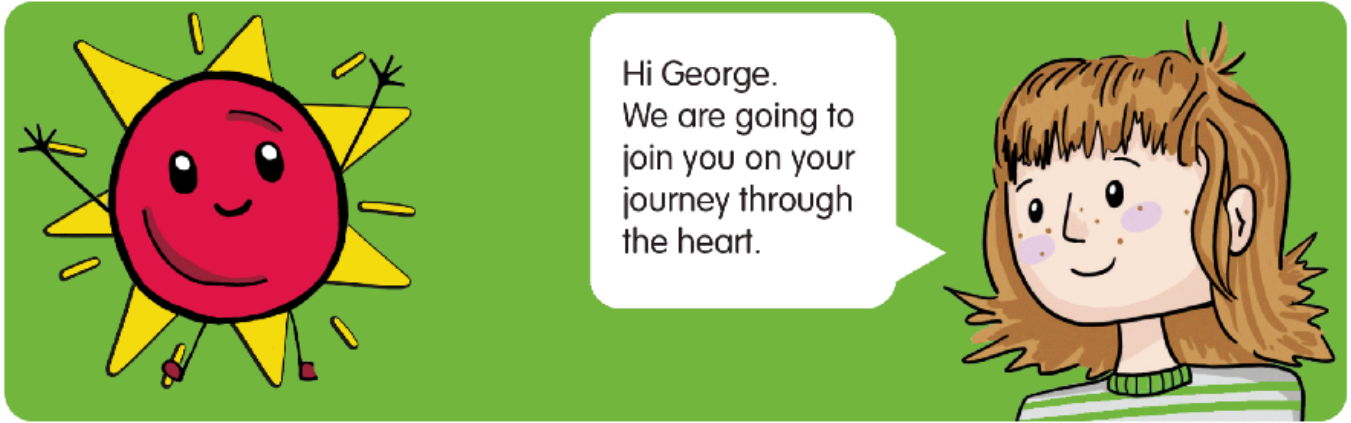 Hi George.
We are going to
join you on your
journey through
the heart.